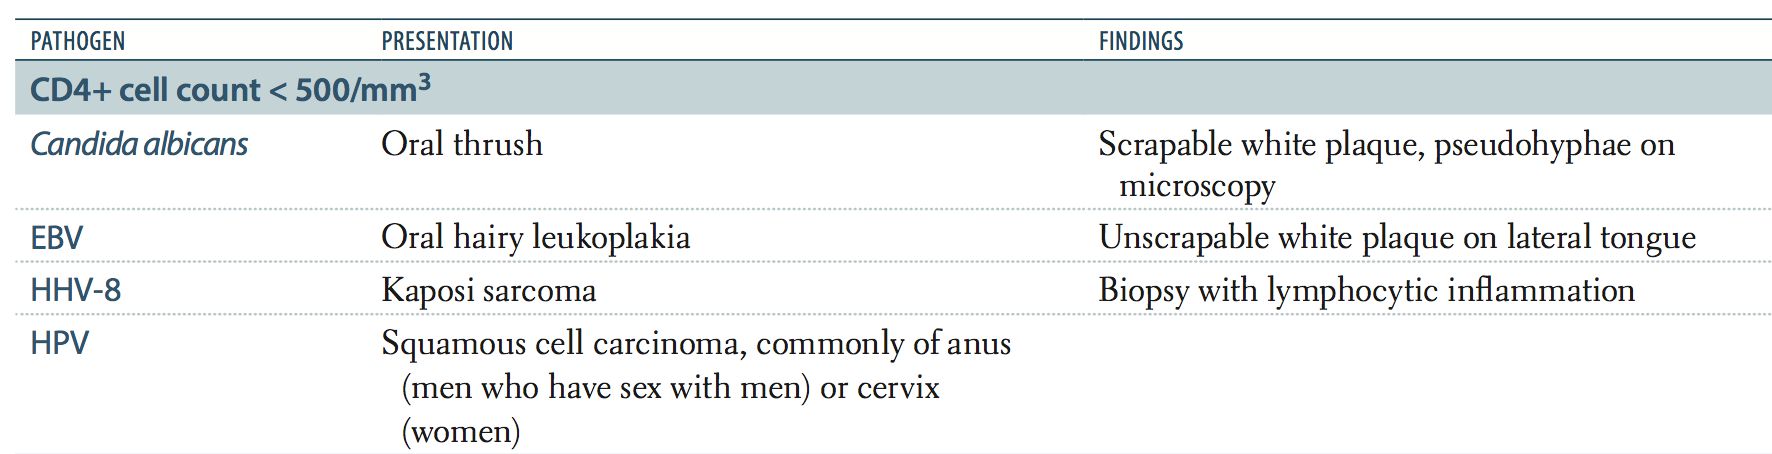 PATHOGEN PRESENTATION FINDINGS
CD4+ cell count < 500/mm³
Candida albicans Oral thrush Scrapable white plaque, pseudohyphae on
microscopy
EBV Oral hairy leukoplakia Unscrapable white plaque on lateral tongue
HHV-8 Kaposi sarcoma Biopsy with lymphocytic inflammation
HPV Squamous cell carcinoma, commonly of anus
(men who have sex with men) or cervix
(women)